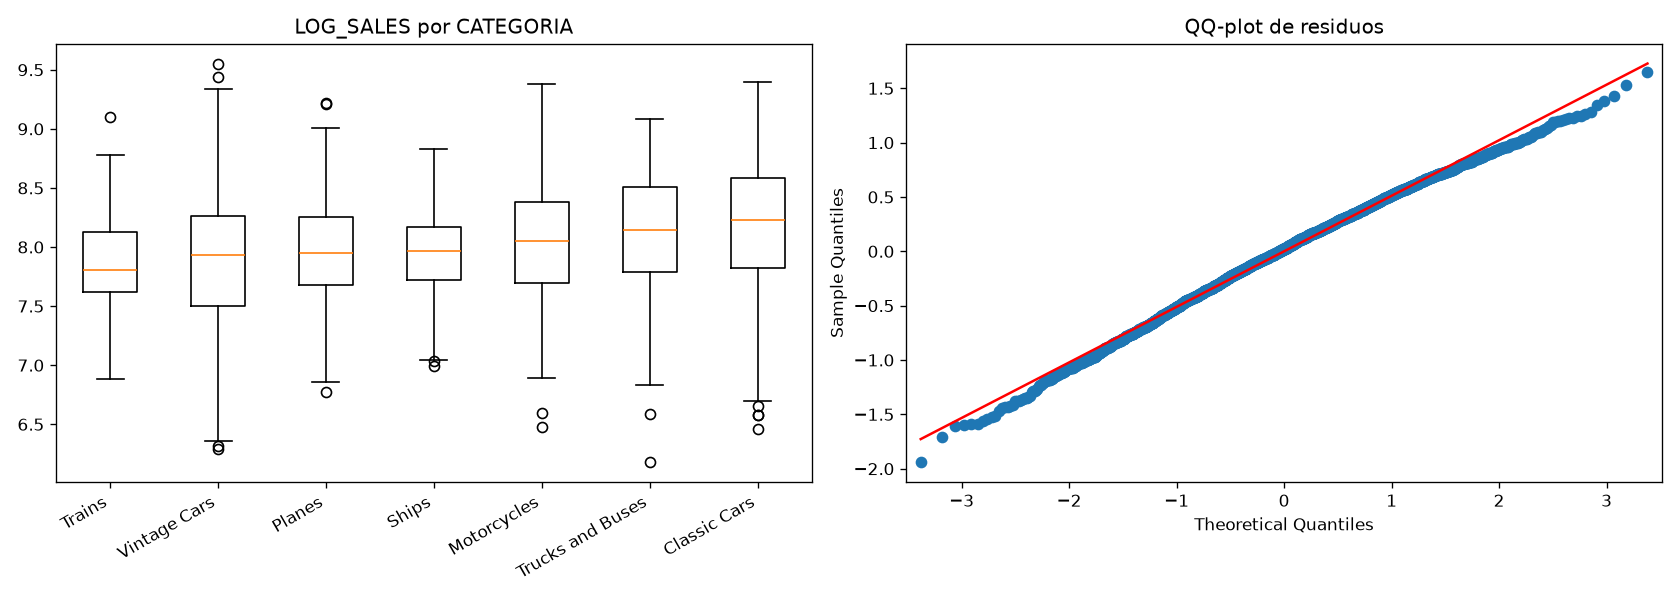 LOG_SALES por CATEGORIA
9.5
9.0
8.5
8.0
7.5
7.0
6.5
Trains
Vintage Cars
Planes
Ships
Motorcycles
Trucks and Buses
Classic Cars
QQ-plot de residuos
Sample Quantiles
1.5
1.0
0.5
0.0
−0.5
−1.0
−1.5
−2.0
−3
−2
−1
0
1
2
3
Theoretical Quantiles